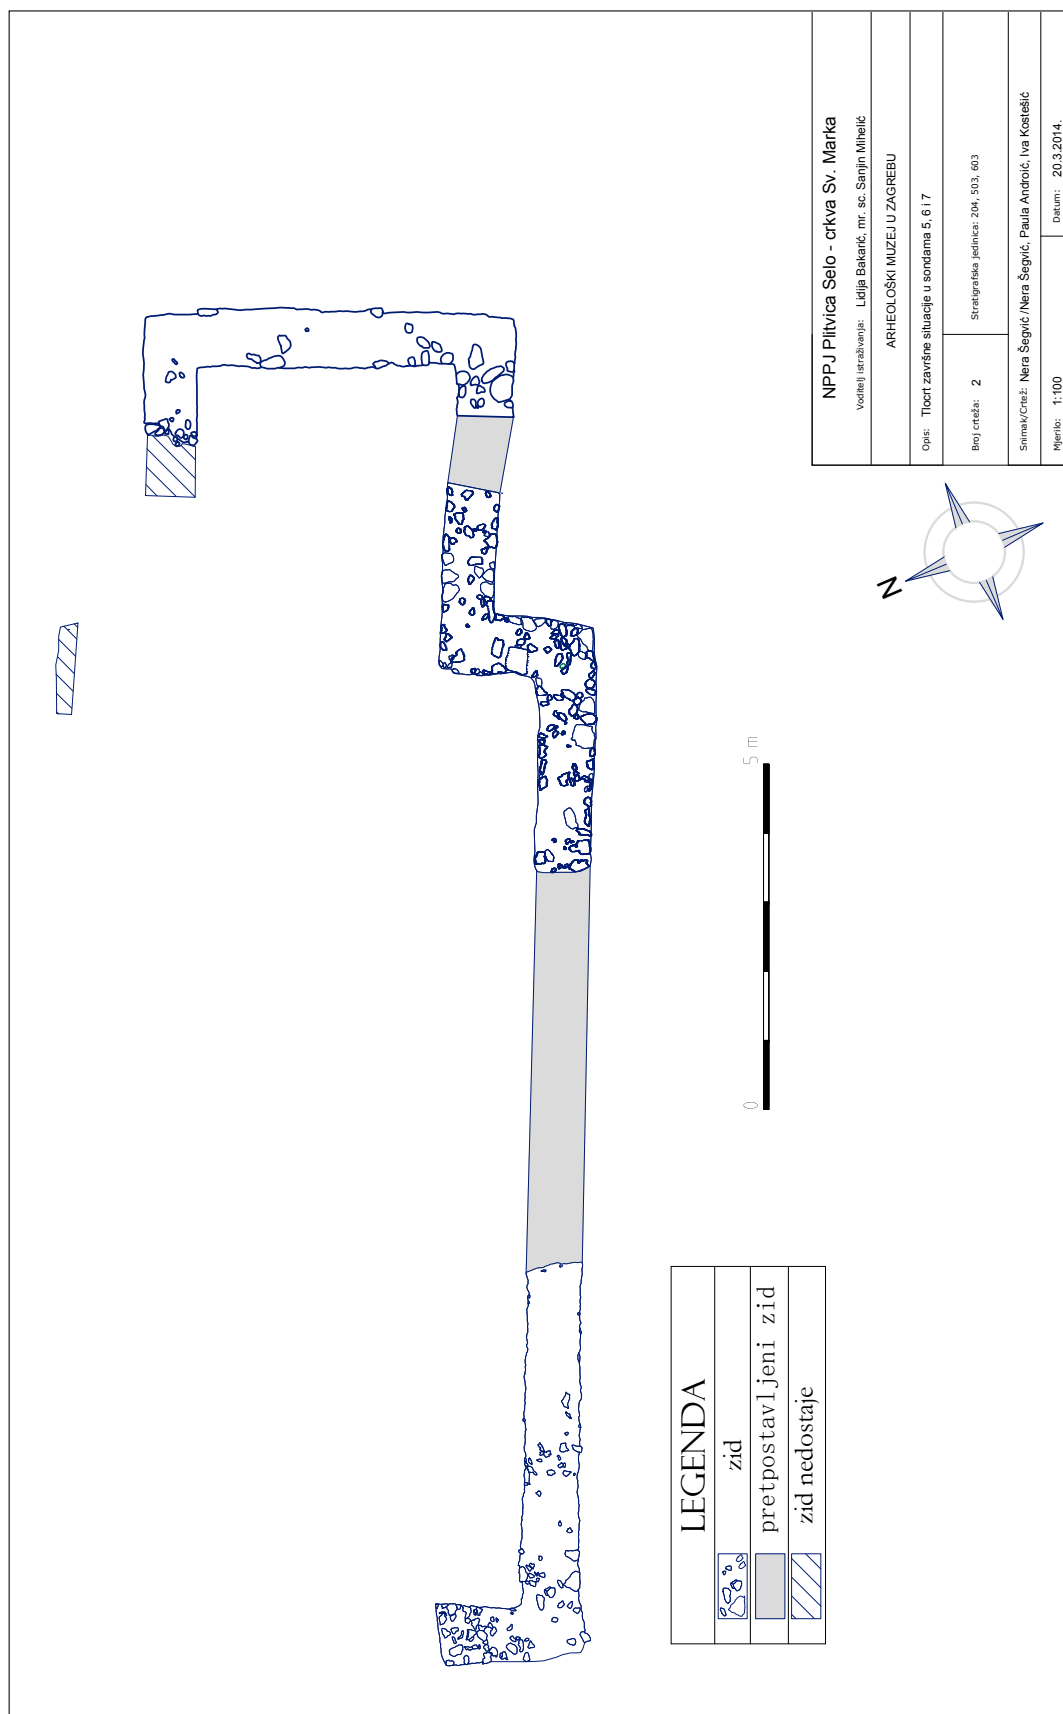 NPPJ Plitvica Selo - crkva Sv. Marka
Voditelj istraživanja: Lidija Bakarić, mr. sc. Sanjin Mihelić
ARHEOLOŠKI MUZEJ U ZAGREBU
Opis: Tlocrt završne situacije u sondama 5, 6 i 7
Broj crteža: 2
Stratigrafska jedinica: 204, 503, 603
Snimak/Crtež: Nera Šegvić /Nera Šegvić, Paula Androić, Iva Kostešić
Mjerilo: 1:100
Datum: 20.3.2014.
N
0
5 m
LEGENDA
zid
pretpostavljeni zid
zid nedostaje